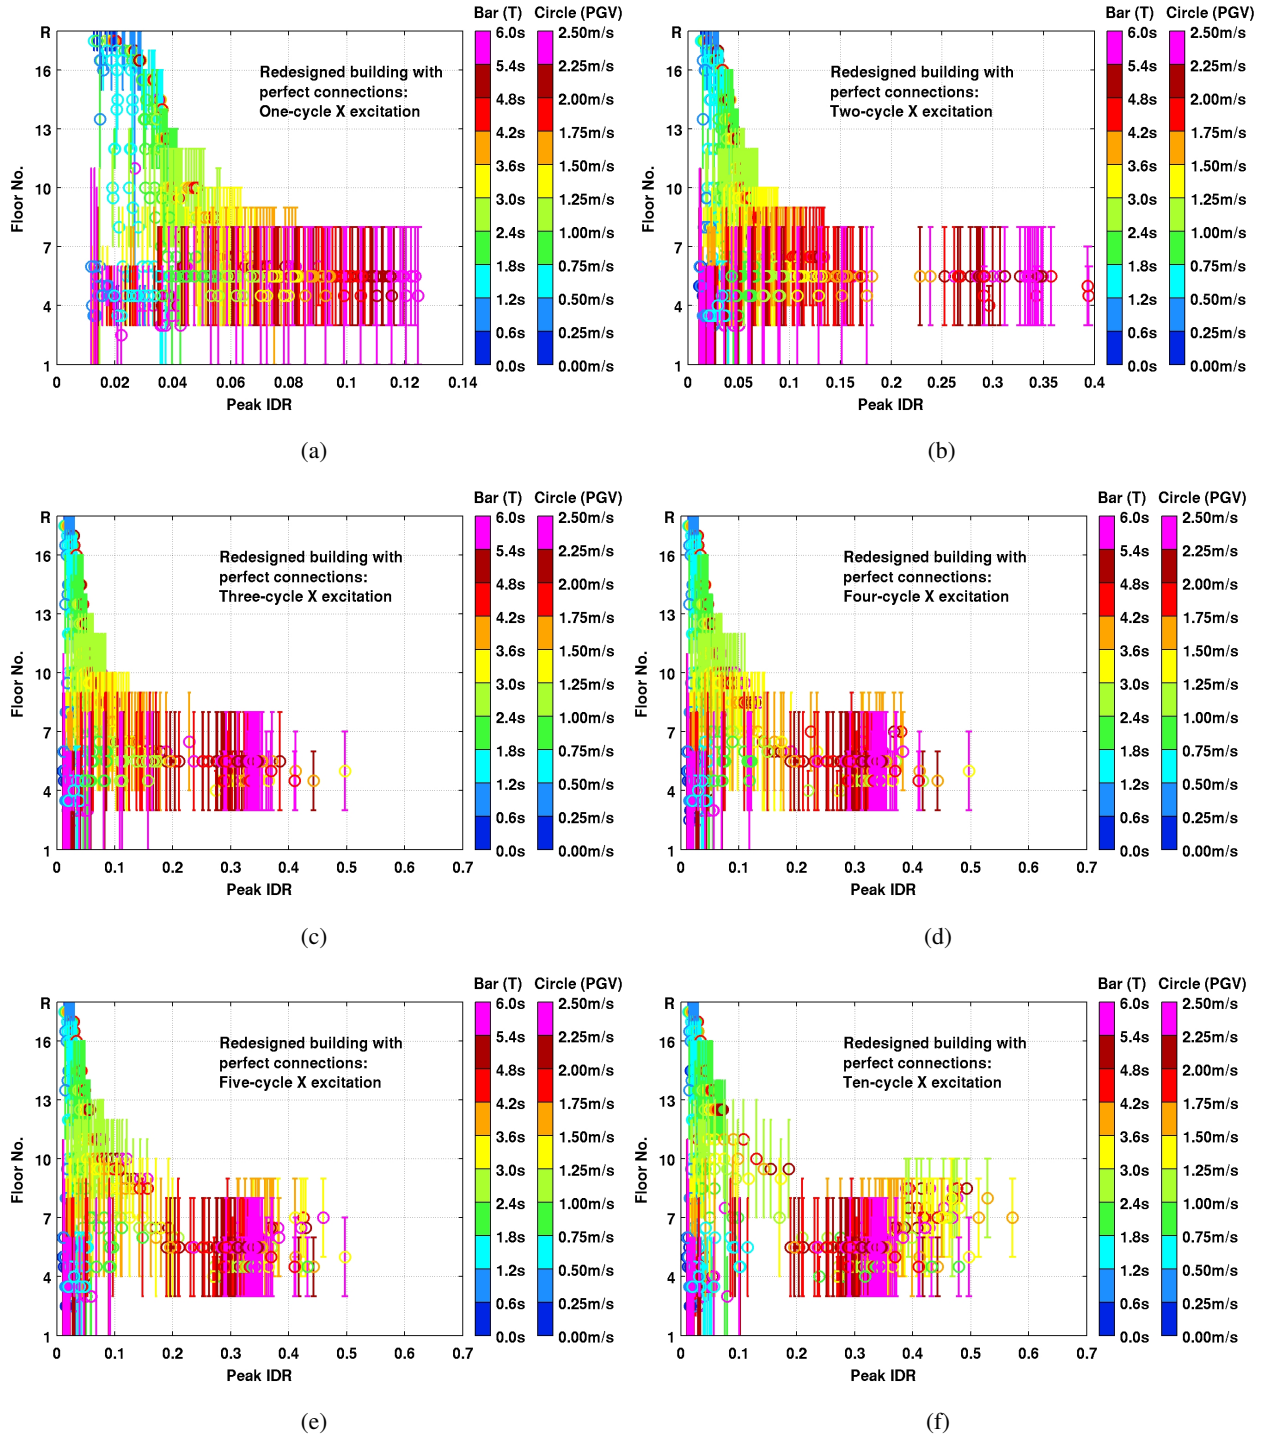 Bar (T) Circle (PGV)
R
16
13
10
7
4
1
Floor No.
Redesigned building with
perfect connections:
One-cycle X excitation
0 0.02 0.04 0.06 0.08 0.1 0.12 0.14
Peak IDR
6.0s 2.50m/s
5.4s 2.25m/s
4.8s 2.00m/s
4.2s 1.75m/s
3.6s 1.50m/s
3.0s 1.25m/s
2.4s 1.00m/s
1.8s 0.75m/s
1.2s 0.50m/s
0.6s 0.25m/s
0.0s 0.00m/s
(a)
Bar (T) Circle (PGV)
R
16
13
10
7
4
1
Floor No.
Redesigned building with
perfect connections:
Two-cycle X excitation
0 0.05 0.1 0.15 0.2 0.25 0.3 0.35 0.4
Peak IDR
6.0s 2.50m/s
5.4s 2.25m/s
4.8s 2.00m/s
4.2s 1.75m/s
3.6s 1.50m/s
3.0s 1.25m/s
2.4s 1.00m/s
1.8s 0.75m/s
1.2s 0.50m/s
0.6s 0.25m/s
0.0s 0.00m/s
(b)
Bar (T) Circle (PGV)
R
16
13
10
7
4
1
Floor No.
Redesigned building with
perfect connections:
Three-cycle X excitation
0 0.1 0.2 0.3 0.4 0.5 0.6 0.7
Peak IDR
6.0s 2.50m/s
5.4s 2.25m/s
4.8s 2.00m/s
4.2s 1.75m/s
3.6s 1.50m/s
3.0s 1.25m/s
2.4s 1.00m/s
1.8s 0.75m/s
1.2s 0.50m/s
0.6s 0.25m/s
0.0s 0.00m/s
(c)
Bar (T) Circle (PGV)
R
16
13
10
7
4
1
Floor No.
Redesigned building with
perfect connections:
Four-cycle X excitation
0 0.1 0.2 0.3 0.4 0.5 0.6 0.7
Peak IDR
6.0s 2.50m/s
5.4s 2.25m/s
4.8s 2.00m/s
4.2s 1.75m/s
3.6s 1.50m/s
3.0s 1.25m/s
2.4s 1.00m/s
1.8s 0.75m/s
1.2s 0.50m/s
0.6s 0.25m/s
0.0s 0.00m/s
(d)
Bar (T) Circle (PGV)
R
16
13
10
7
4
1
Floor No.
Redesigned building with
perfect connections:
Five-cycle X excitation
0 0.1 0.2 0.3 0.4 0.5 0.6 0.7
Peak IDR
6.0s 2.50m/s
5.4s 2.25m/s
4.8s 2.00m/s
4.2s 1.75m/s
3.6s 1.50m/s
3.0s 1.25m/s
2.4s 1.00m/s
1.8s 0.75m/s
1.2s 0.50m/s
0.6s 0.25m/s
0.0s 0.00m/s
(e)
Bar (T) Circle (PGV)
R
16
13
10
7
4
1
Floor No.
Redesigned building with
perfect connections:
Ten-cycle X excitation
0 0.1 0.2 0.3 0.4 0.5 0.6 0.7
Peak IDR
6.0s 2.50m/s
5.4s 2.25m/s
4.8s 2.00m/s
4.2s 1.75m/s
3.6s 1.50m/s
3.0s 1.25m/s
2.4s 1.00m/s
1.8s 0.75m/s
1.2s 0.50m/s
0.6s 0.25m/s
0.0s 0.00m/s
(f)